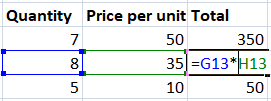 Quantity Price per unit Total
7 50 350
8 35 =G13*H13
5 10 50